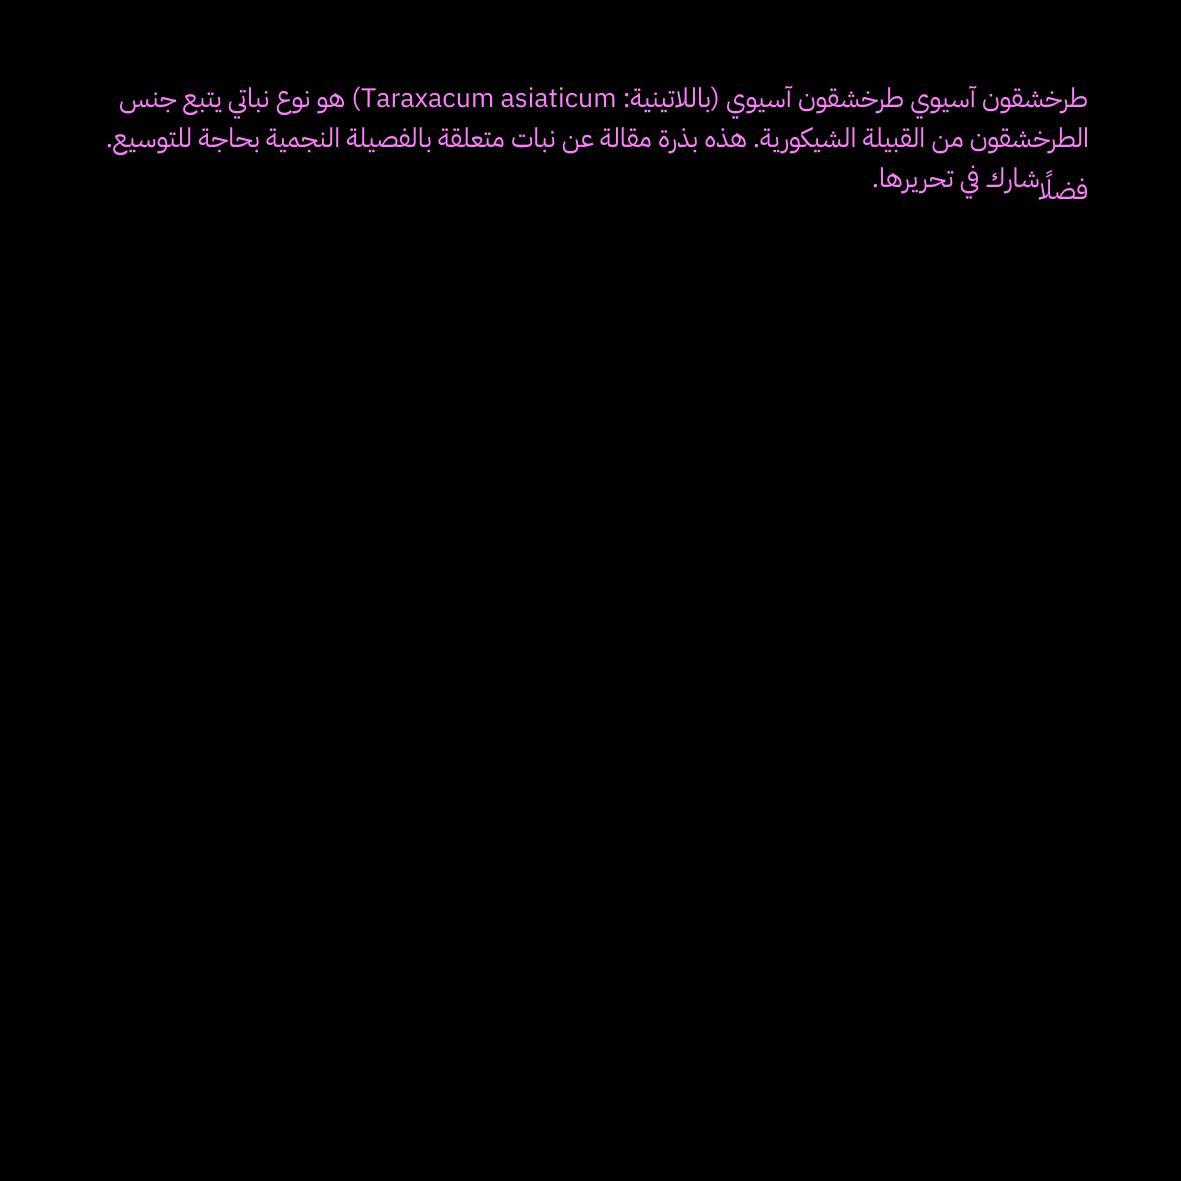 طرخشقون آسيوي طرخشقون آسيوي (باللاتينية: Taraxacum asiaticum) هو نوع نباتي يتبع جنس
الطرخشقون من القبيلة الشيكورية. هذه بذرة مقالة عن نبات متعلقة بالفصيلة النجمية بحاجة للتوسيع.
فضلًا شارك في تحريرها.